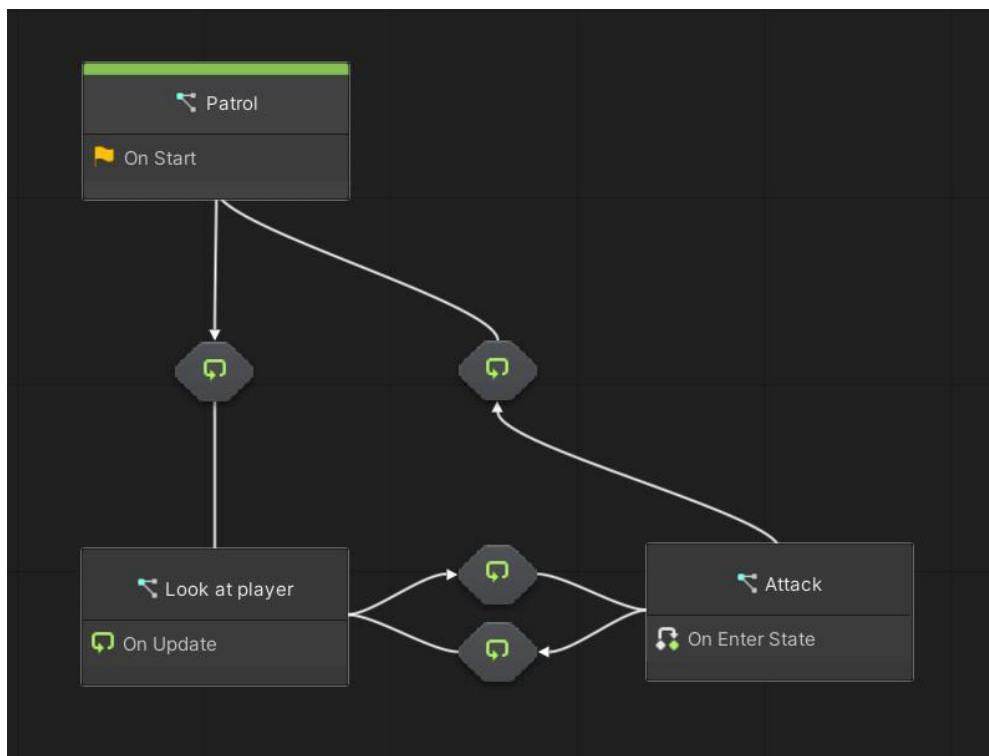 Patrol
On Start
Look at player
On Update
Attack
On Enter State